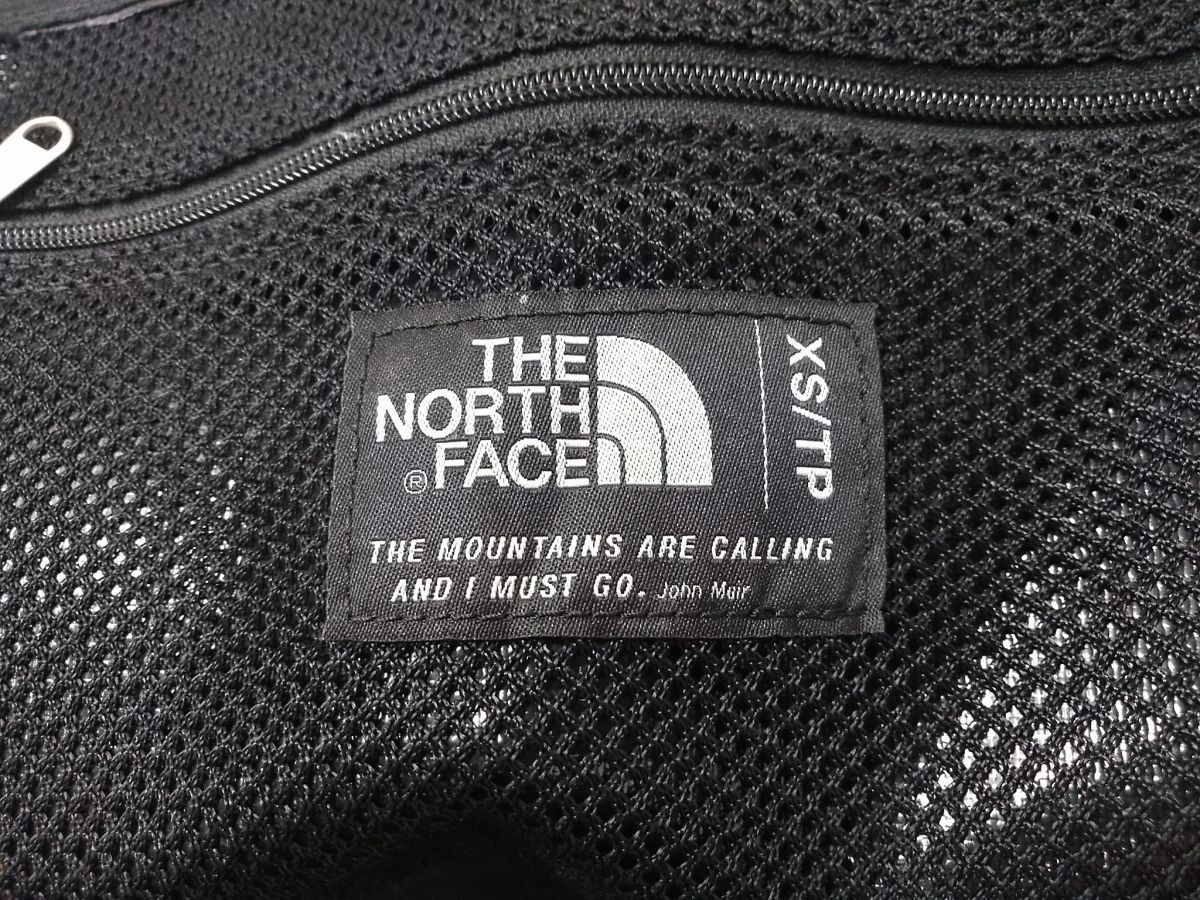 THE
NORTH
® FACE
XS/TP
THE MOUNTAINS ARE CALLING
AND I MUST GO. John Muir